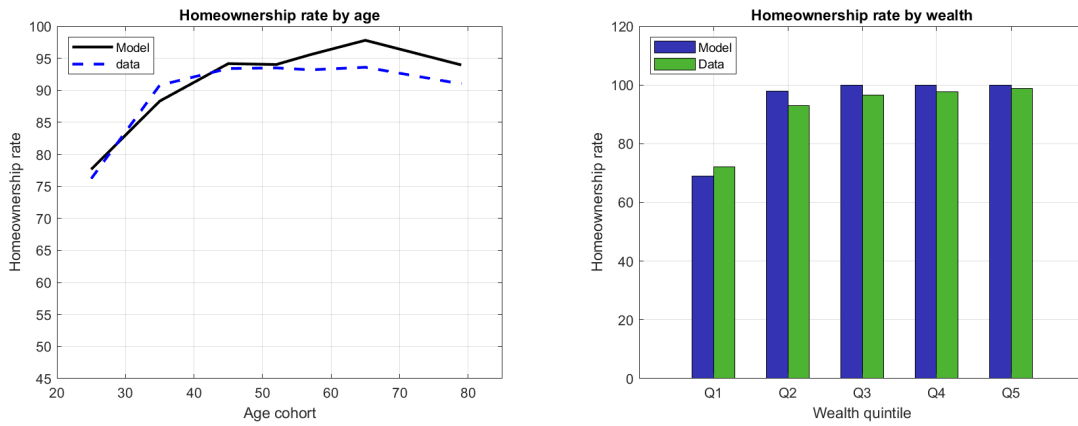 Homeownership rate by age
100
95
90
85
80
75
70
65
60
55
50
45
20 30 40 50 60 70 80
Homeownership rate
Age cohort
Model
data
Homeownership rate by wealth
120
100
80
60
40
20
0
Q1 Q2 Q3 Q4 Q5
Homeownership rate
Wealth quintile
Model
Data